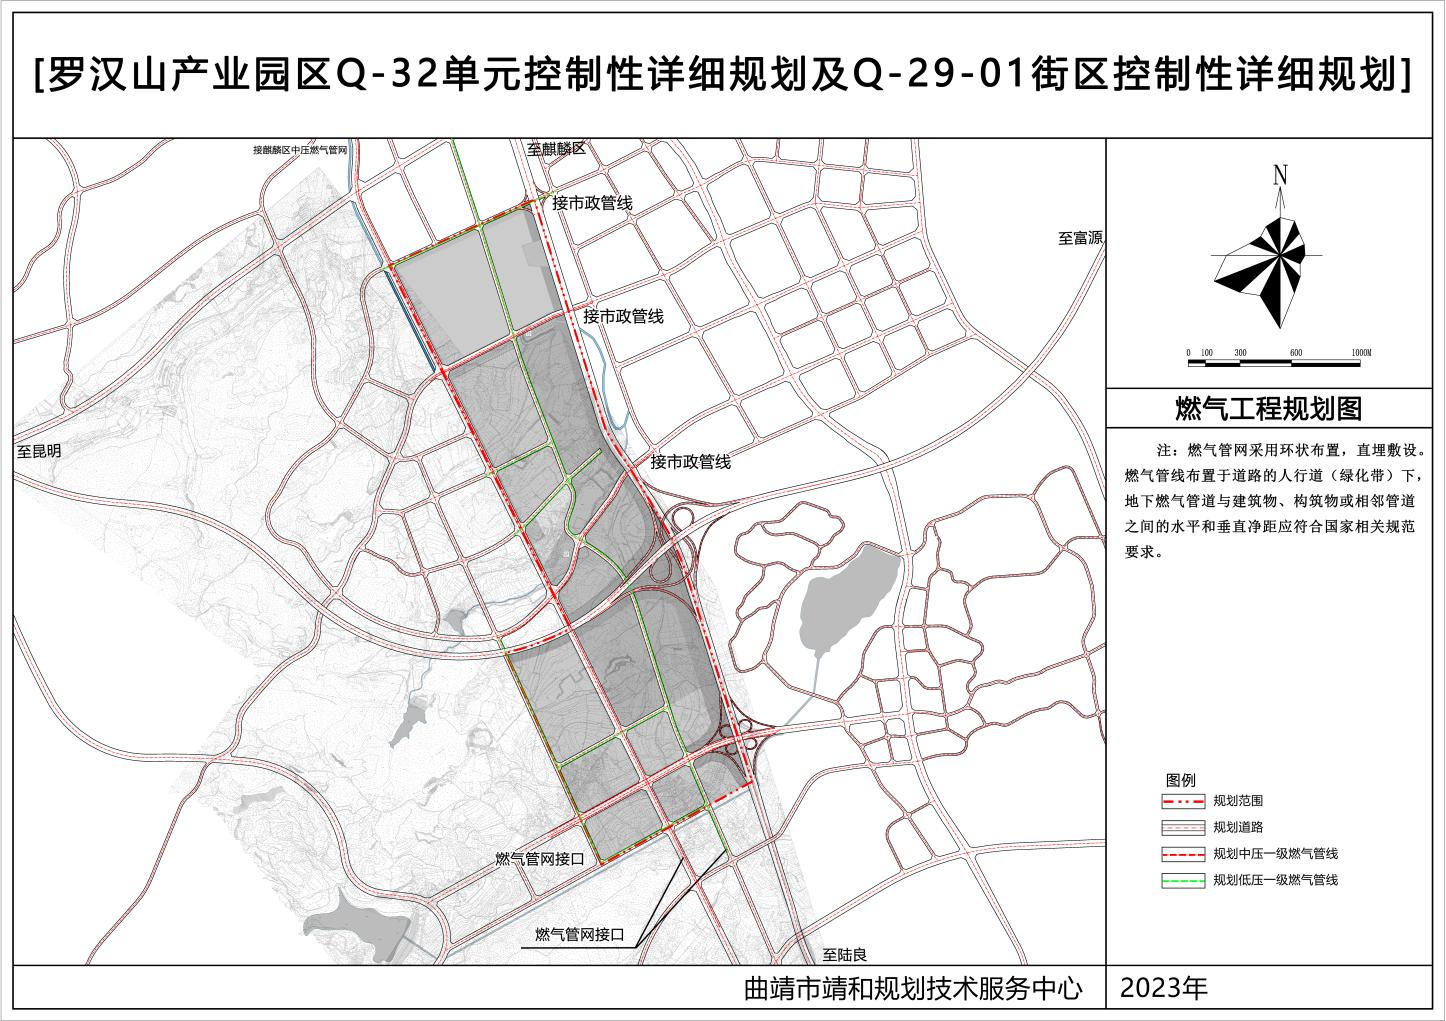 [罗汉山产业园区Q-32单元控制性详细规划及Q-29-01街区控制性详细规划]
接麒麟区中压燃气管网
至麒麟区
接市政管线
至富源
接市政管线
至昆明
接市政管线
燃气管网接口
燃气管网接口
至陆良
N
0 100 300 600 1000M
燃气工程规划图
注：燃气管网采用环状布置，直埋敷设。
燃气管线布置于道路的人行道（绿化带）下，
地下燃气管道与建筑物、构筑物或相邻管道
之间的水平和垂直净距应符合国家相关规范
要求。
图例
规划范围
规划道路
规划中压一级燃气管线
规划低压一级燃气管线
曲靖市靖和规划技术服务中心
2023年